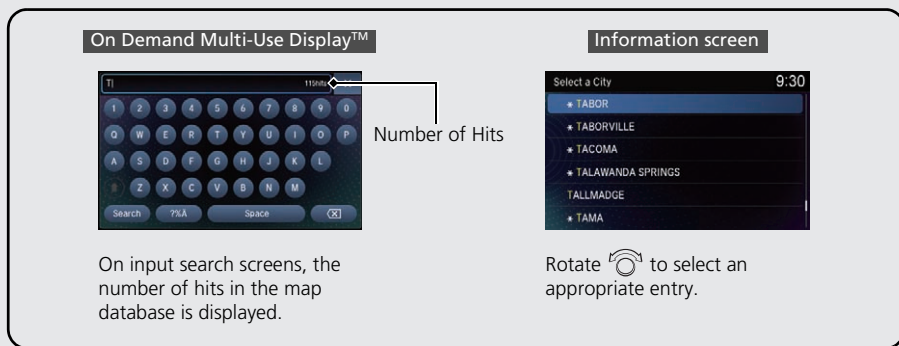 On Demand Multi-Use Display™
Information screen
T
115hits
1 2 3 4 5 6 7 8 9 0
Q W E R T Y U I O P
A S D F G H J K L
Z X C V B N M
Search ?%Å Space
Number of Hits
Select a City 9:30
* TABOR
* TABORVILLE
* TACOMA
* TALAWANDA SPRINGS
TALLMADGE
* TAMA
On input search screens, the
number of hits in the map
database is displayed.
Rotate to select an
appropriate entry.